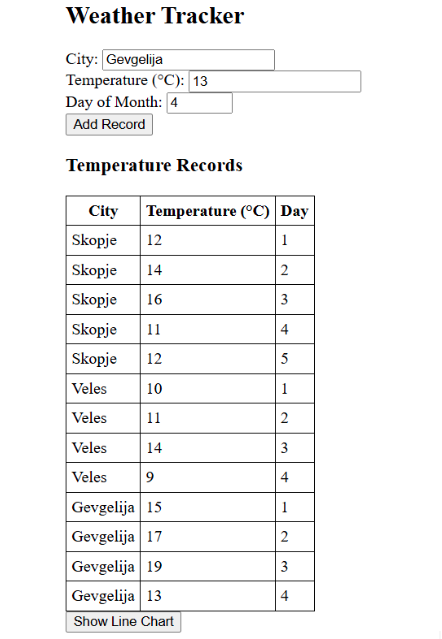 Weather Tracker
City: Gevgelija
Temperature (°C): 13
Day of Month: 4
Add Record
Temperature Records
City Temperature (°C) Day
Skopje 12 1
Skopje 14 2
Skopje 16 3
Skopje 11 4
Skopje 12 5
Veles 10 1
Veles 11 2
Veles 14 3
Veles 9 4
Gevgelija 15 1
Gevgelija 17 2
Gevgelija 19 3
Gevgelija 13 4
Show Line Chart